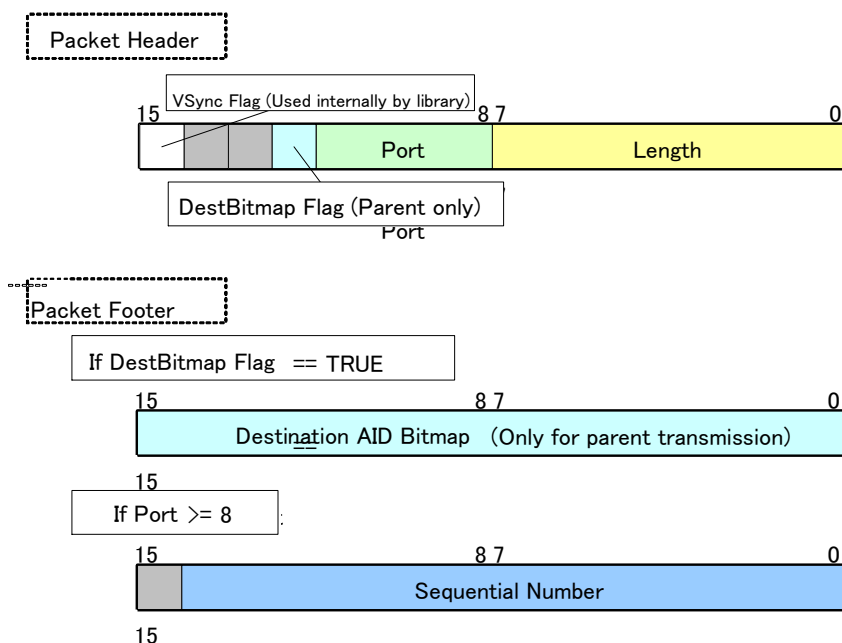 Packet Header
VSync Flag (Used internally by library)
15 8 7 0
Port Length
DestBitmap Flag (Parent only)
Port
Packet Footer
If DestBitmap Flag == TRUE
15 8 7 0
Destination AID Bitmap (Only for parent transmission)
==
15
If Port >= 8 :
15 8 7 0
Sequential Number
15